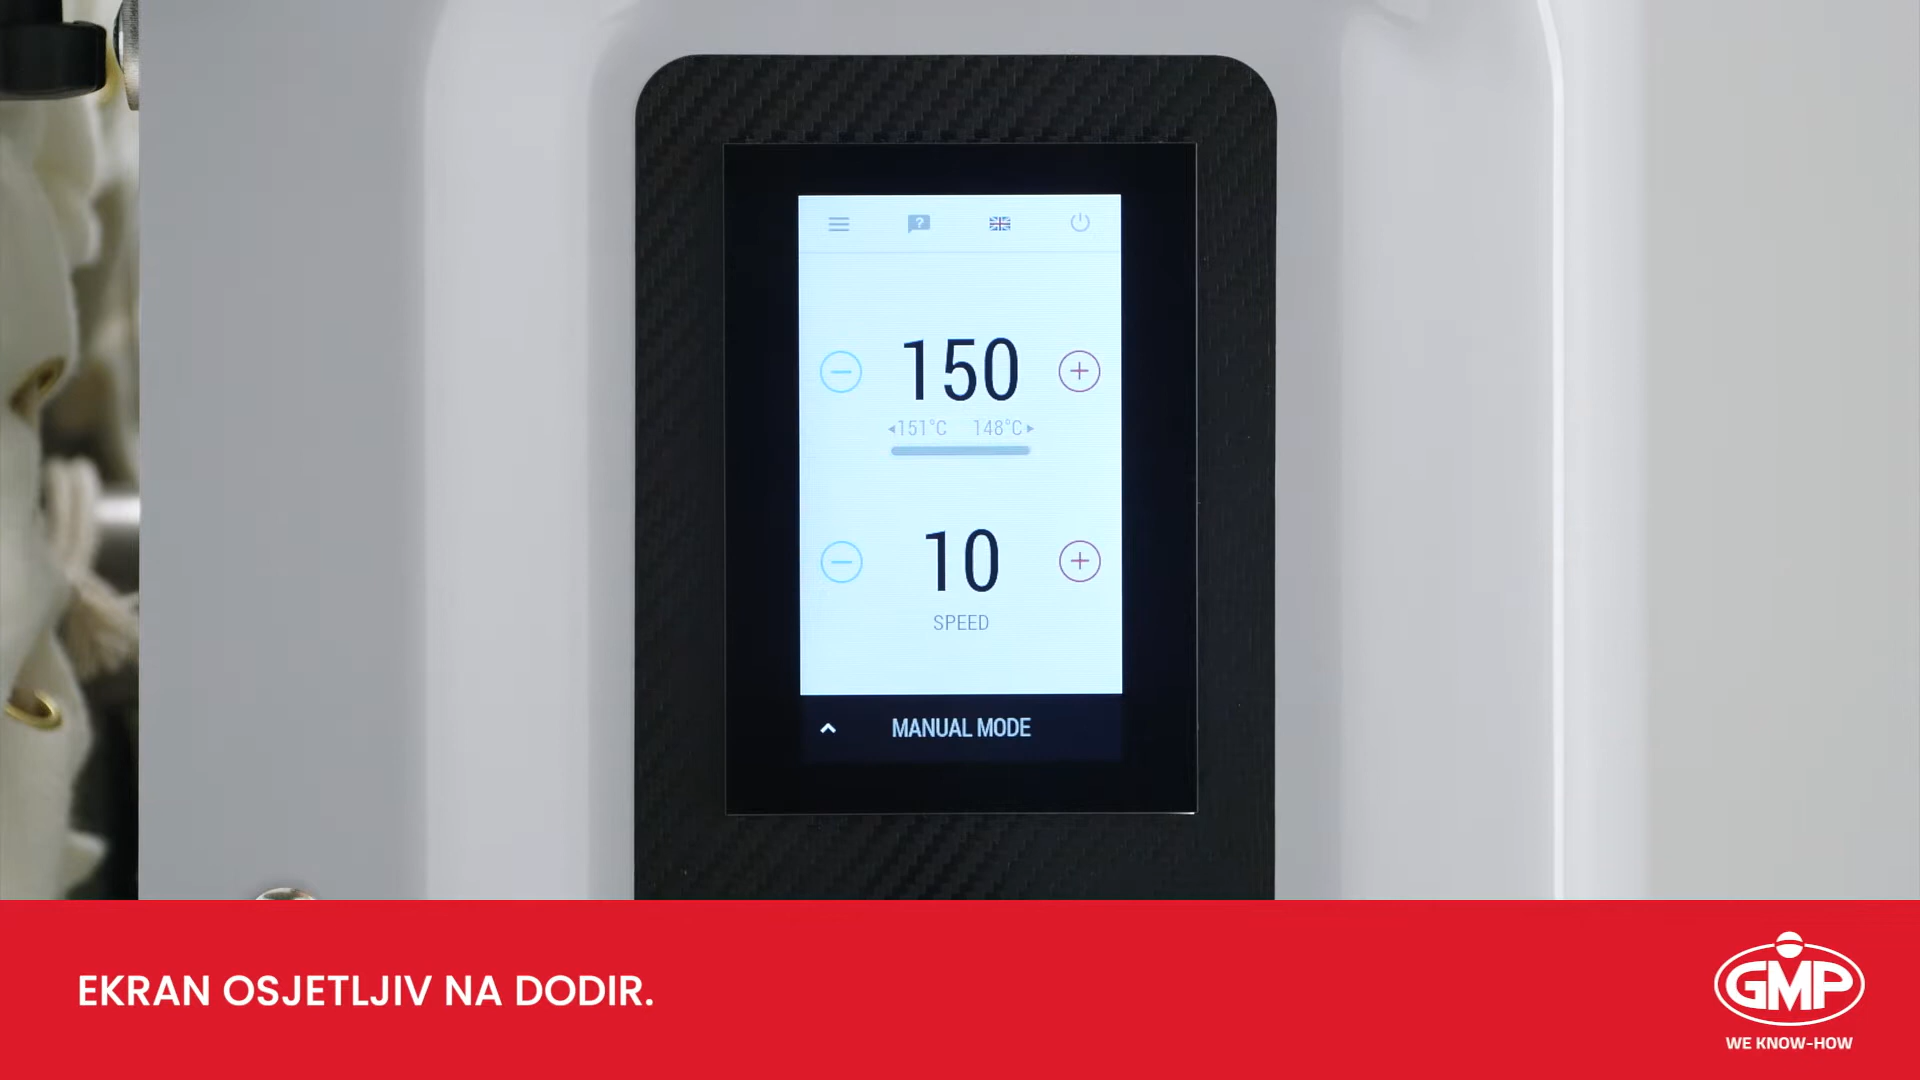 150
151°C 148°C
10
SPEED
MANUAL MODE
EKRAN OSJETLJIV NA DODIR.
GMP
WE KNOW-HOW